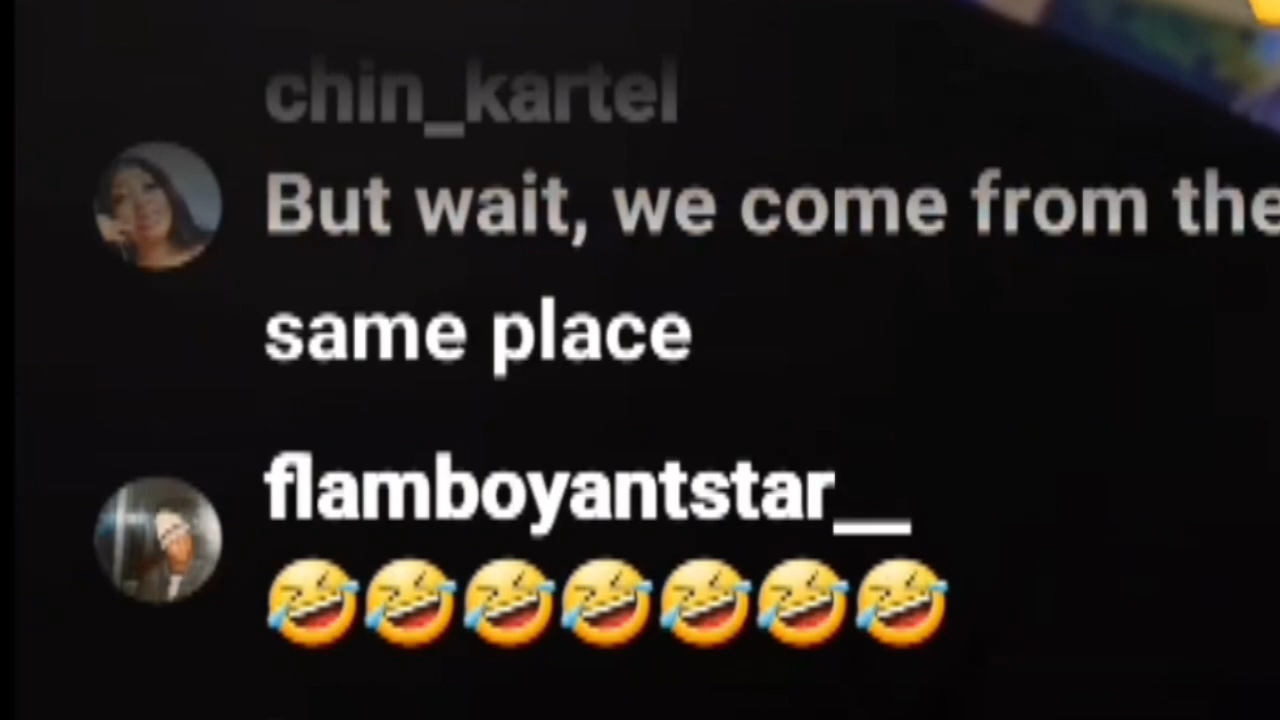 chin_kartel
But wait, we come from the
same place
flamboyantstar__
🤣🤣🤣🤣🤣🤣🤣